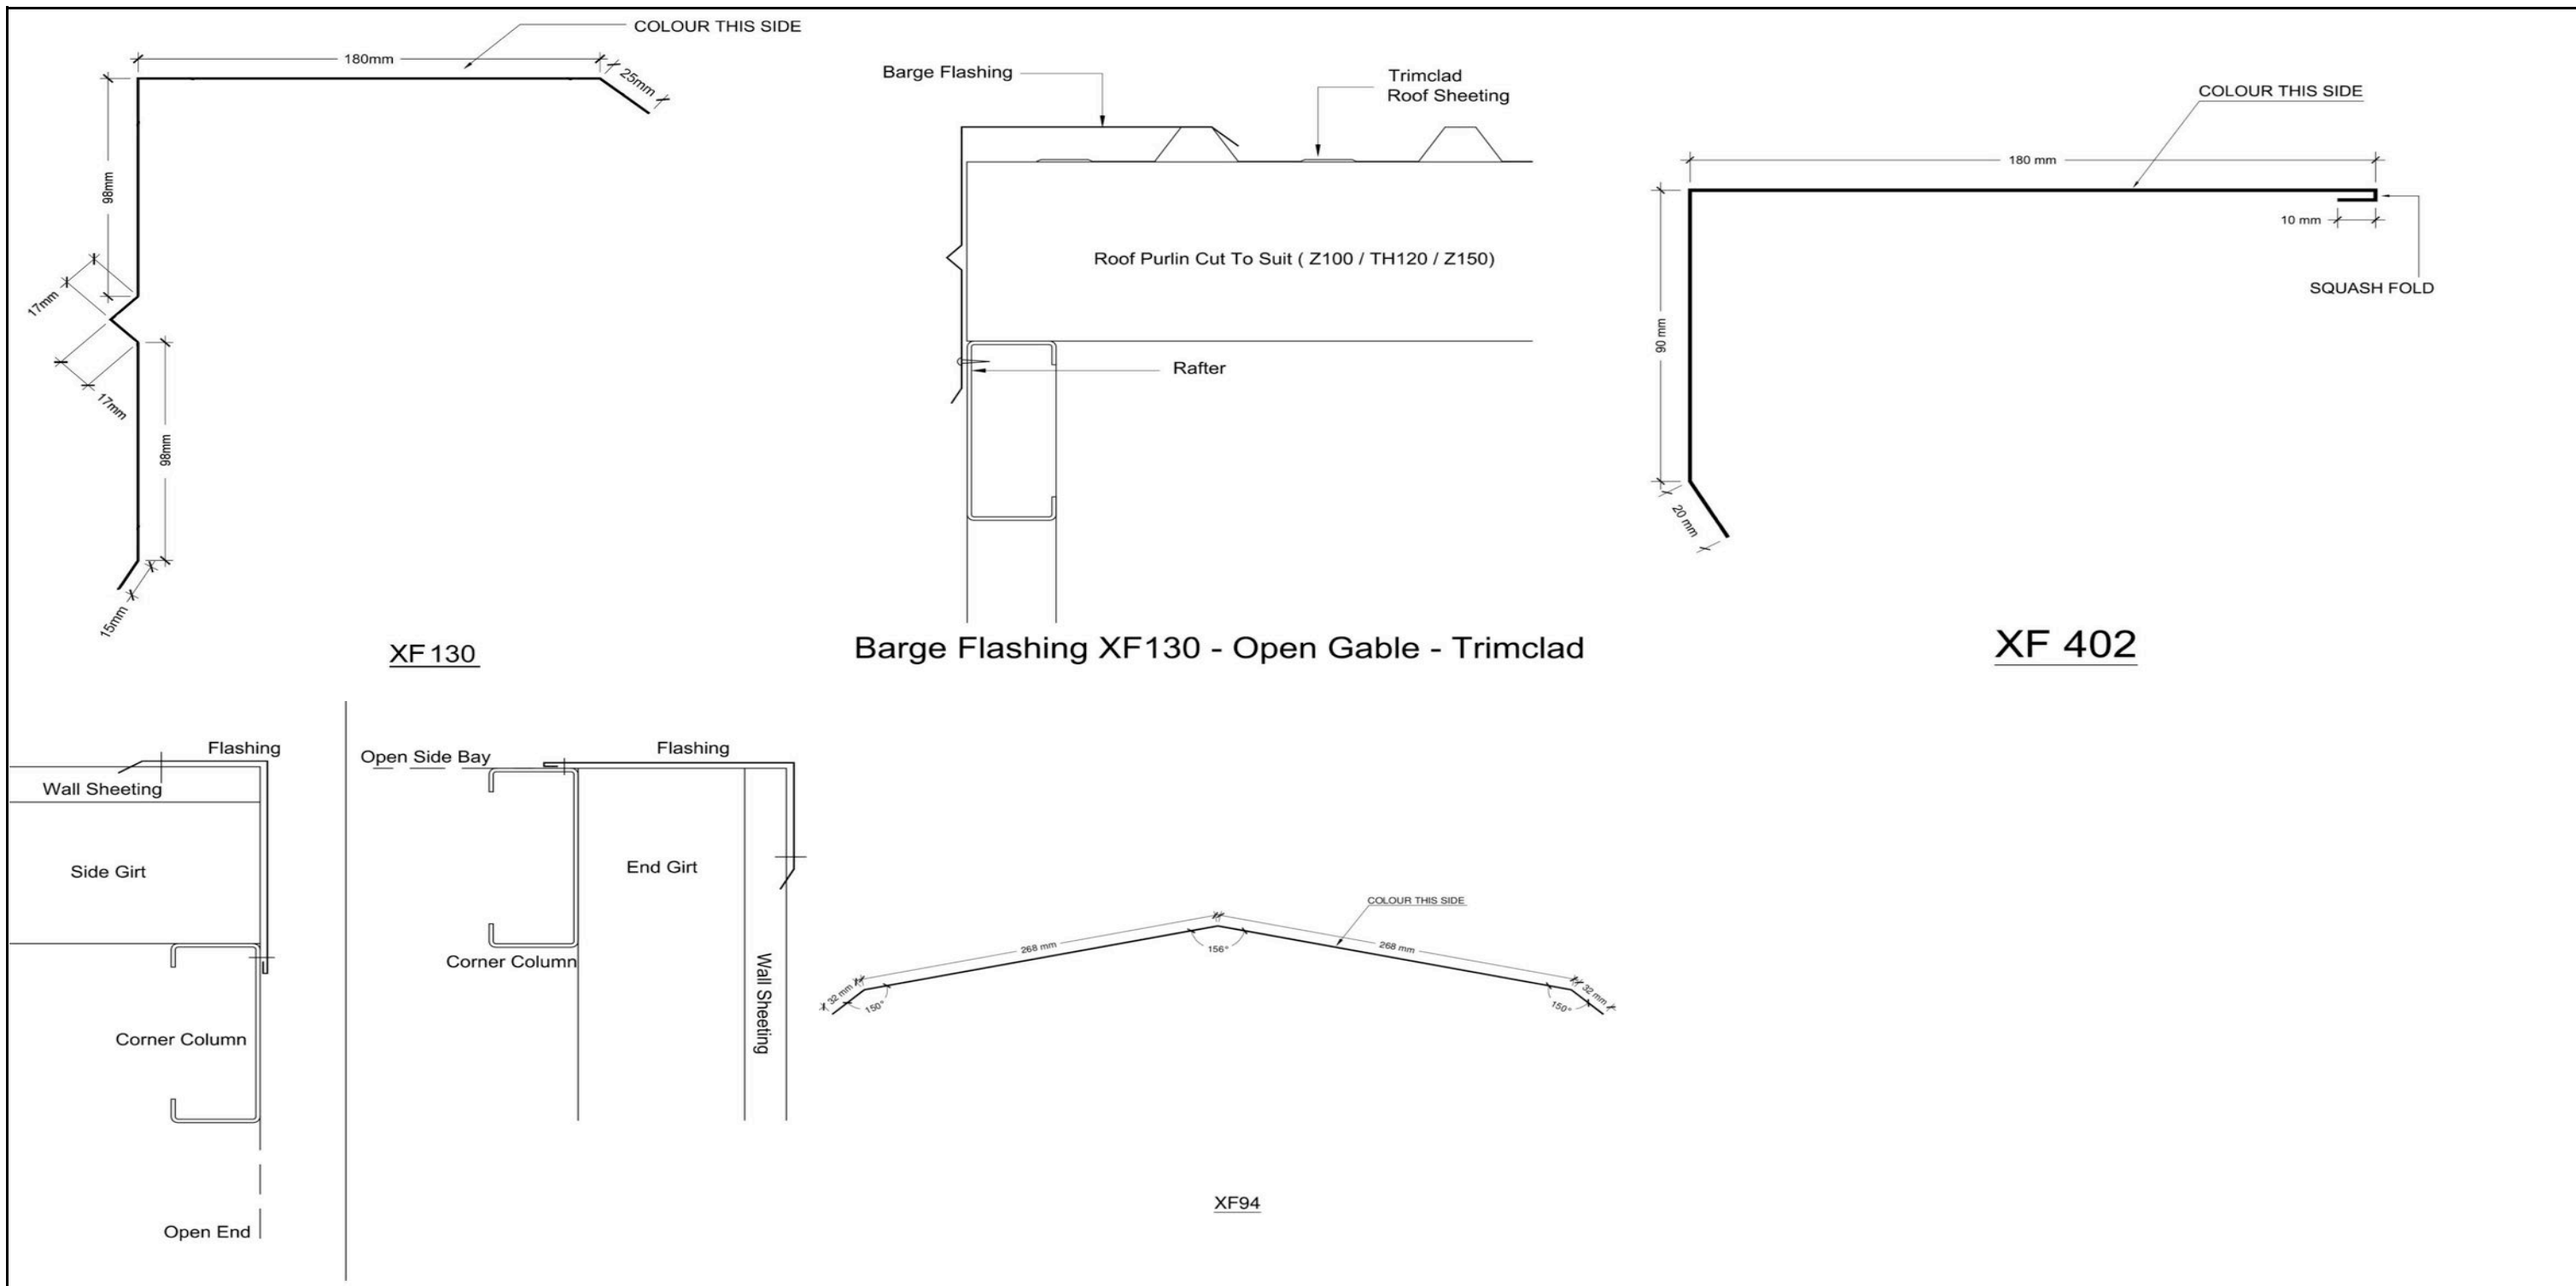 COLOUR THIS SIDE
180mm
25mm
98mm
17mm
17mm
98mm
15mm
XF 130
Barge Flashing
Trimclad
Roof Sheeting
Roof Purlin Cut To Suit ( Z100 / TH120 / Z150)
Rafter
Barge Flashing XF130 - Open Gable - Trimclad
COLOUR THIS SIDE
180 mm
10 mm
90 mm
SQUASH FOLD
20 mm
XF 402
Flashing
Wall Sheeting
Side Girt
Corner Column
Open End
Open Side Bay
Flashing
End Girt
Corner Column
Wall Sheeting
COLOUR THIS SIDE
268 mm
268 mm
156°
32 mm
150°
150°
32 mm
XF94